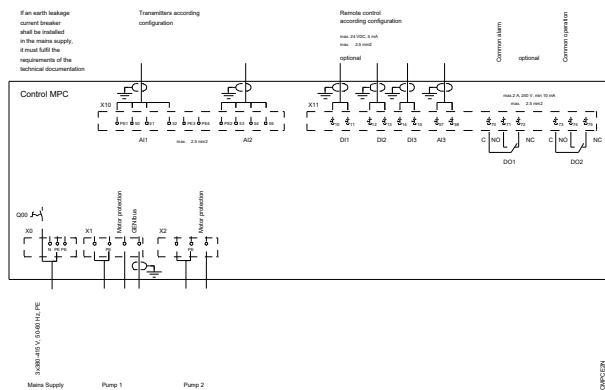 If an earth leakage
current breaker
shall be installed
in the mains supply,
it must fulfil the
requirements of the
technical documentation
Transmitters according
configuration
Remote control
according configuration
max. 24 VDC, 5 mA
max. 2.5 mm2
optional
Common alarm
optional
Common operation
Control MPC
max.2 A, 250 V, min 10 mA
max. 2.5 mm2
X10
X11
AI1
max. 2.5 mm2
AI2
DI1
DI2
DI3
AI3
C NO NC
C NO NC
DO1
DO2
Q00
Motor protection
GENIbus
Motor protection
X0
X1
X2
N PE PE
PE
PE
3x380-415 V, 50-60 Hz, PE
Mains Supply
Pump 1
Pump 2